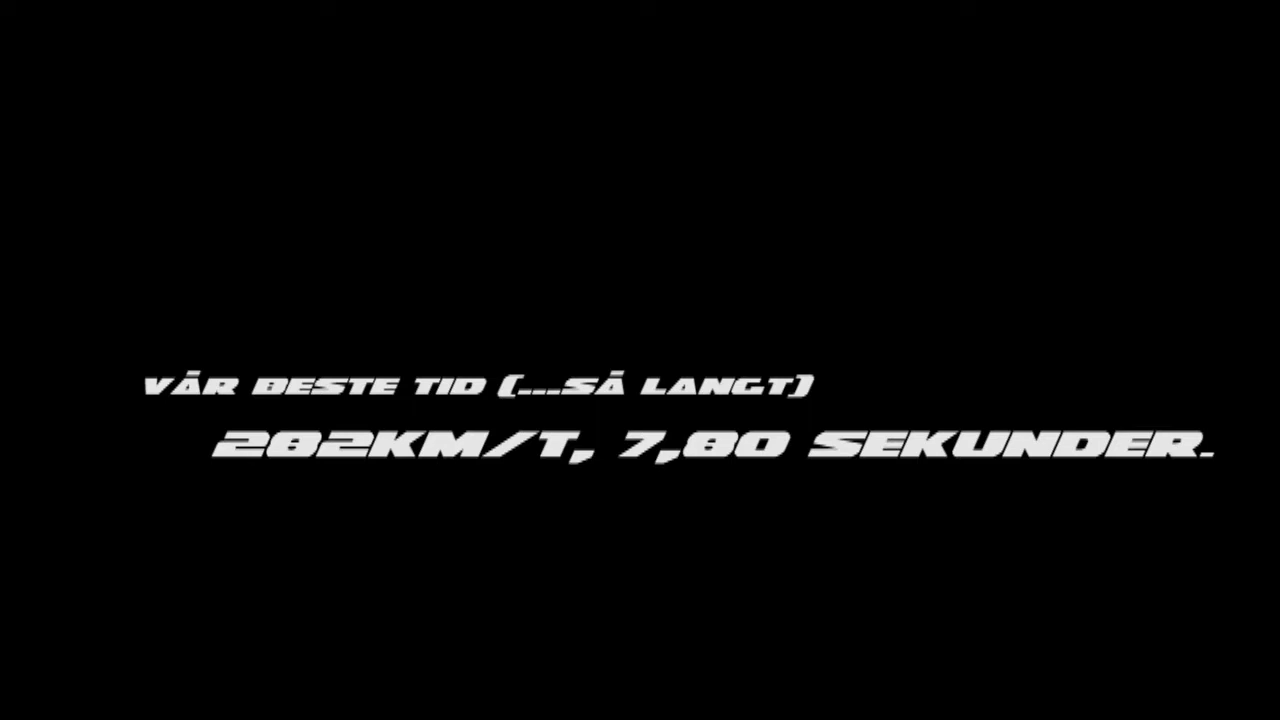 VÅR BESTE TID (...SÅ LANGT)
282KM/T, 7,80 SEKUNDER.